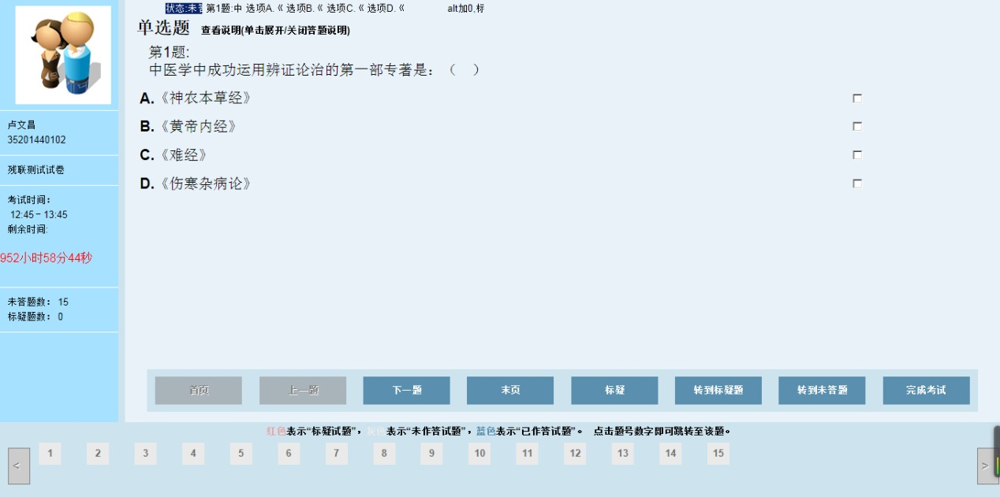 状态:未答 第1题:中 选项A.《 选项B.《 选项C.《 选项D.《 alt加0,标
单选题 查看说明(单击展开/关闭答题说明)
第1题:
中医学中成功运用辨证论治的第一部专著是：（ ）
A.《神农本草经》
B.《黄帝内经》
C.《难经》
D.《伤寒杂病论》
卢文昌
35201440102
残联测试试卷
考试时间：
12:45－13:45
剩余时间:
952小时58分44秒
未答题数： 15
标疑题数： 0
首页 上一题 下一题 末页 标疑 转到标疑题 转到未答题 完成考试
红色表示“标疑试题”，灰色表示“未作答试题”，蓝色表示“已作答试题”。 点击题号数字即可跳转至该题。
< 1 2 3 4 5 6 7 8 9 10 11 12 13 14 15 >